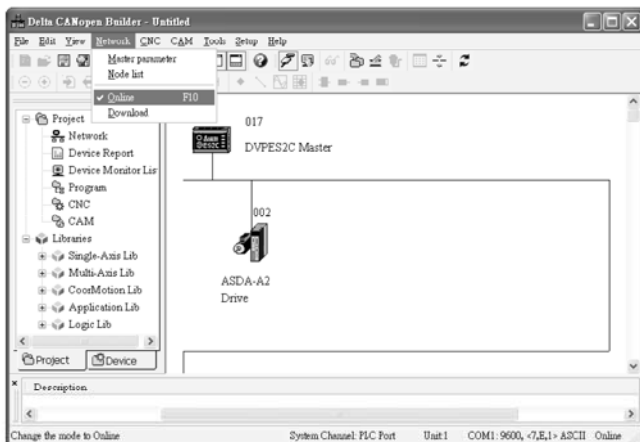 Delta CANopen Builder - Untitled
File Edit View Network CNC CAM Tools Setup Help
Master parameter
Node list
Online F10
Download
Project
Network
Device Report
Device Monitor Lis
Program
CNC
CAM
Libraries
Single-Axis Lib
Multi-Axis Lib
CoorMotion Lib
Application Lib
Logic Lib
Project Device
017
DVPES2C Master
002
ASDA-A2
Drive
Description
Change the mode to Online System Channel: PLC Port Unit:1 COM1: 9600, <7,E,1> ASCII Online